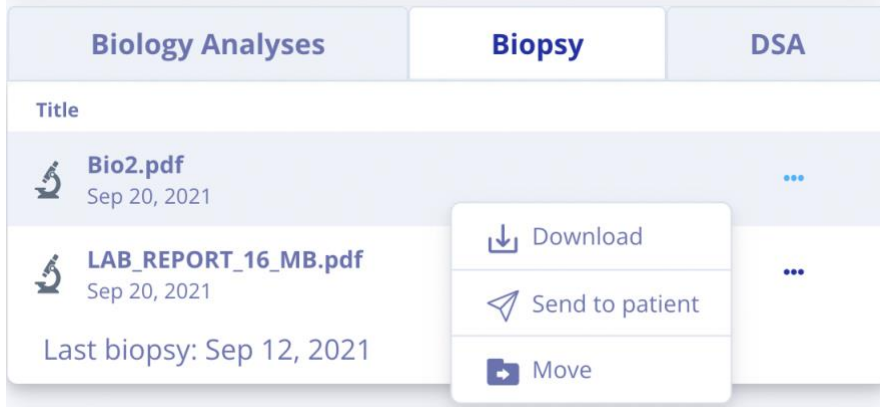 Biology Analyses
Biopsy
DSA
Title
Bio2.pdf
Sep 20, 2021
LAB_REPORT_16_MB.pdf
Sep 20, 2021
Last biopsy: Sep 12, 2021
Download
Send to patient
Move